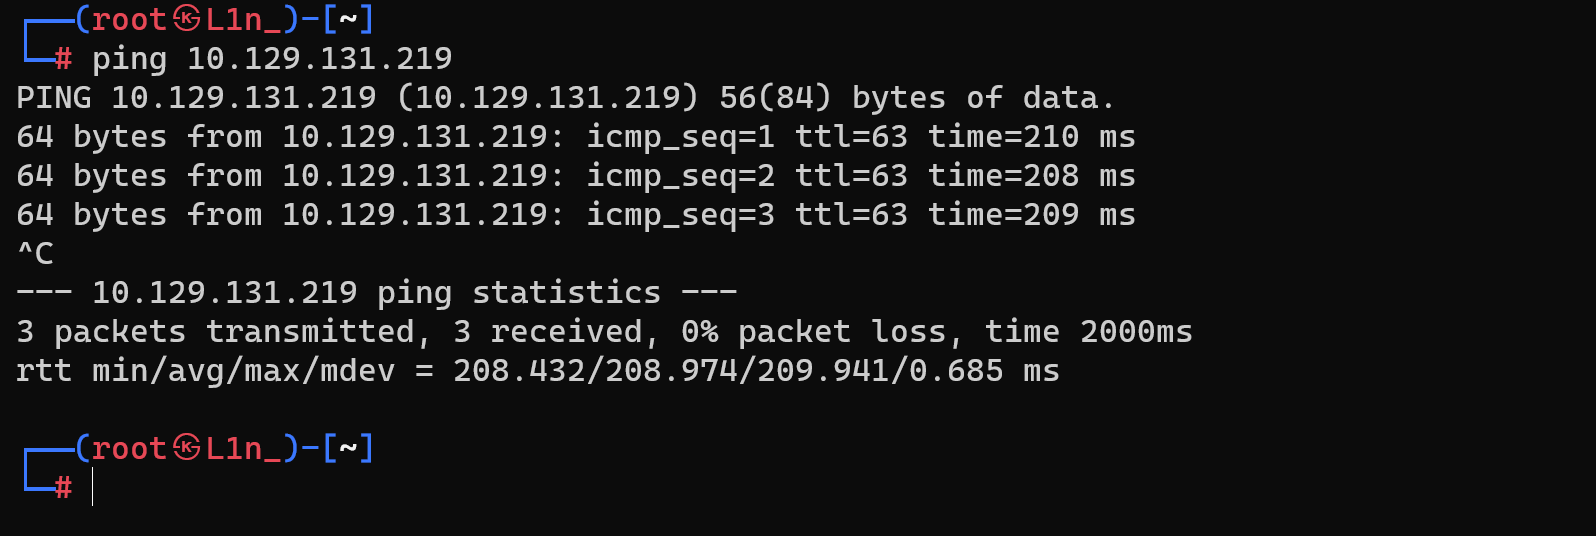 ┌──(root㉿L1n_)-[~]
└─# ping 10.129.131.219
PING 10.129.131.219 (10.129.131.219) 56(84) bytes of data.
64 bytes from 10.129.131.219: icmp_seq=1 ttl=63 time=210 ms
64 bytes from 10.129.131.219: icmp_seq=2 ttl=63 time=208 ms
64 bytes from 10.129.131.219: icmp_seq=3 ttl=63 time=209 ms
^C
--- 10.129.131.219 ping statistics ---
3 packets transmitted, 3 received, 0% packet loss, time 2000ms
rtt min/avg/max/mdev = 208.432/208.974/209.941/0.685 ms
┌──(root㉿L1n_)-[~]
└─#